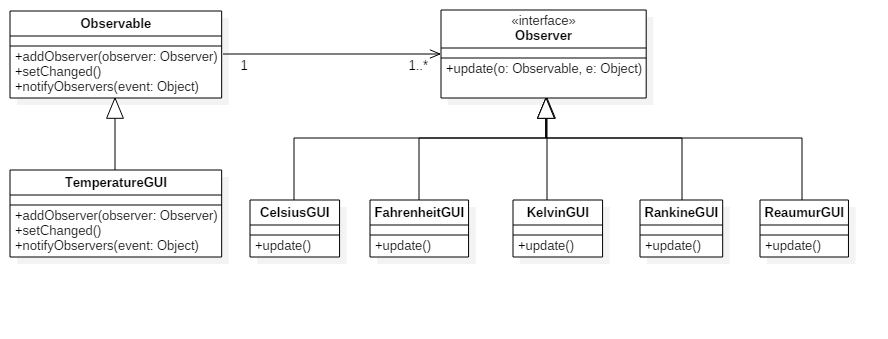 Observable
+addObserver(observer: Observer)
+setChanged()
+notifyObservers(event: Object)
1
1..*
«interface»
Observer
+update(o: Observable, e: Object)
TemperatureGUI
+addObserver(observer: Observer)
+setChanged()
+notifyObservers(event: Object)
CelsiusGUI
+update()
FahrenheitGUI
+update()
KelvinGUI
+update()
RankineGUI
+update()
ReaumurGUI
+update()